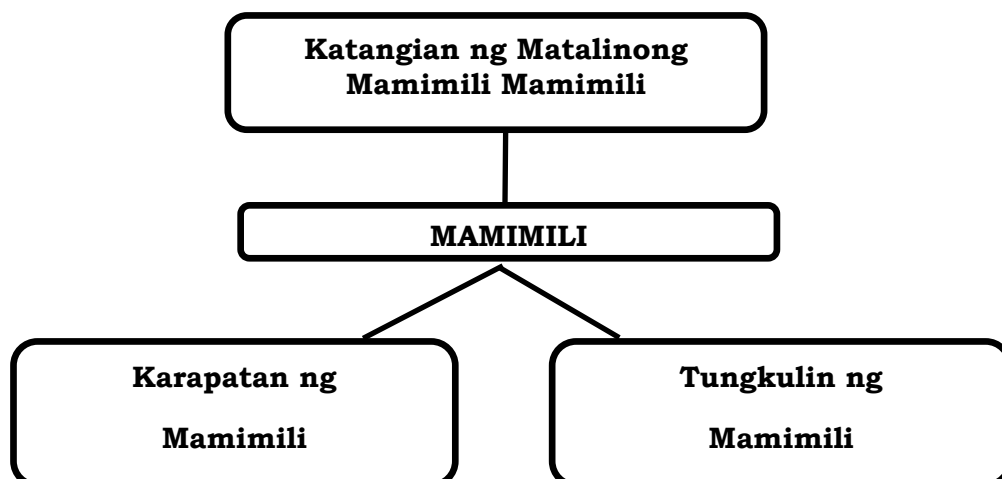 Katangian ng Matalinong
Mamimili Mamimili
MAMIMILI
Karapatan ng
Mamimili
Tungkulin ng
Mamimili